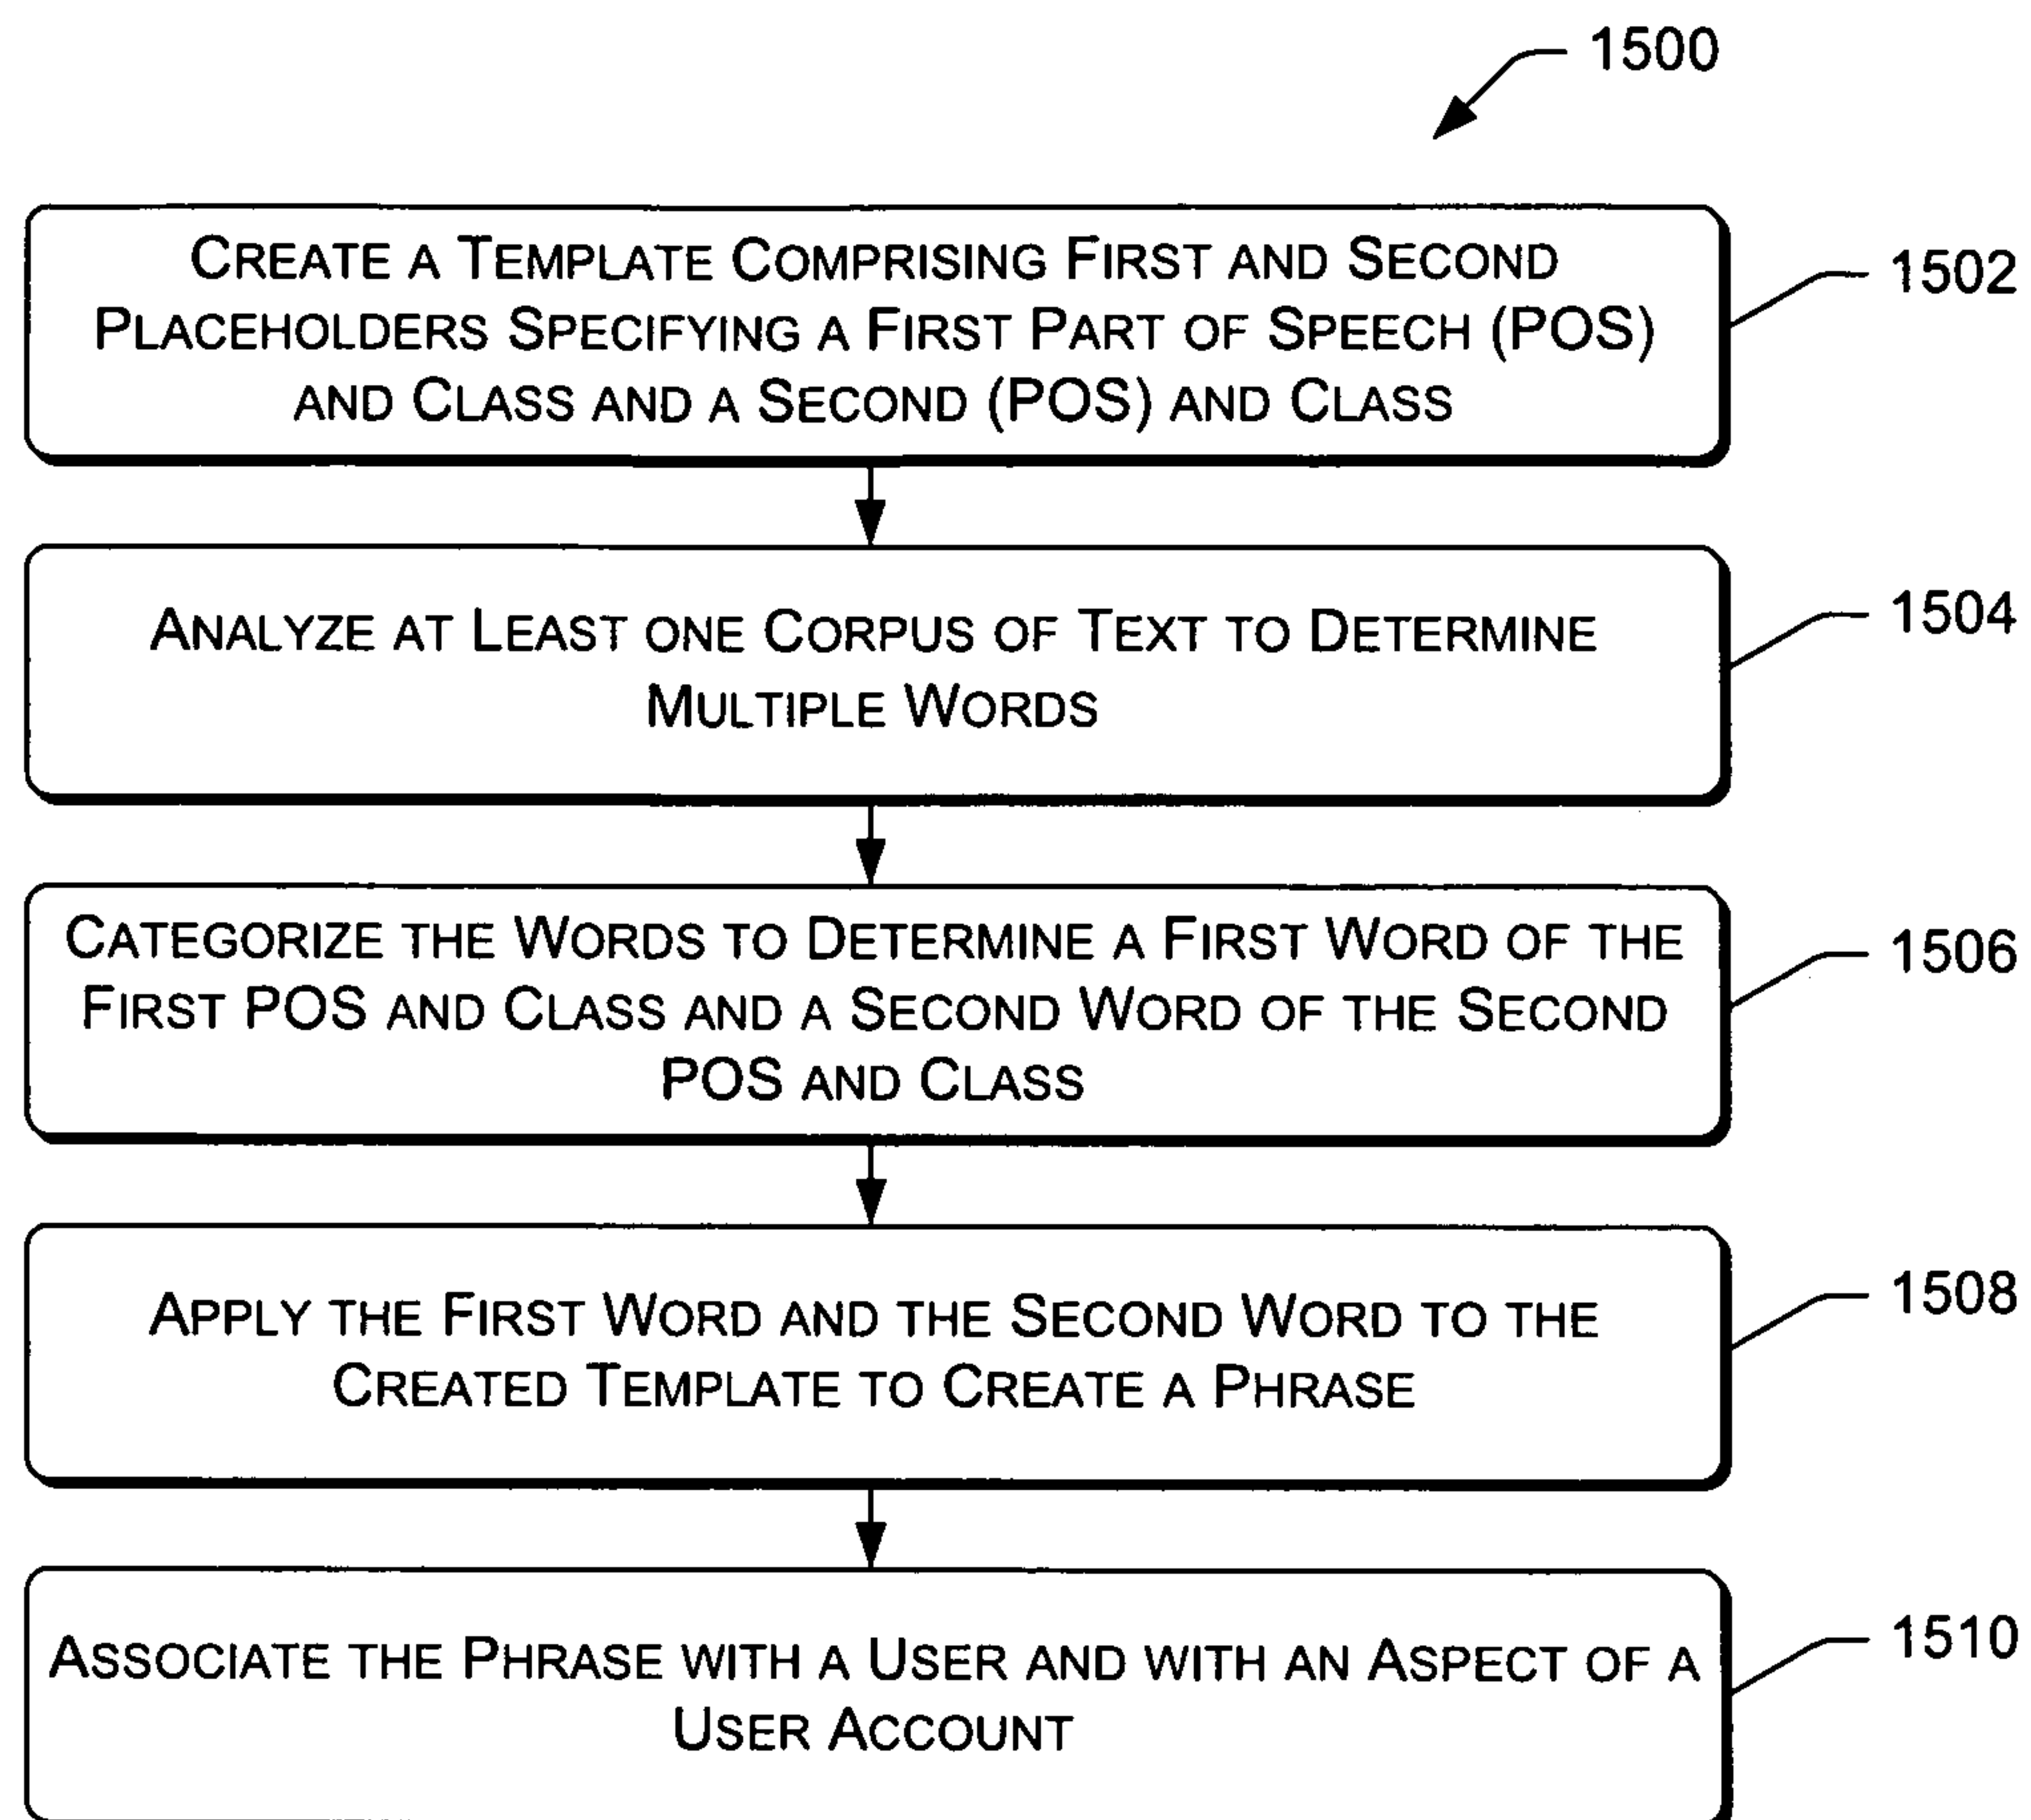 1500
CREATE A TEMPLATE COMPRISING FIRST AND SECOND
PLACEHOLDERS SPECIFYING A FIRST PART OF SPEECH (POS)
AND CLASS AND A SECOND (POS) AND CLASS
1502
ANALYZE AT LEAST ONE CORPUS OF TEXT TO DETERMINE
MULTIPLE WORDS
1504
CATEGORIZE THE WORDS TO DETERMINE A FIRST WORD OF THE
FIRST POS AND CLASS AND A SECOND WORD OF THE SECOND
POS AND CLASS
1506
APPLY THE FIRST WORD AND THE SECOND WORD TO THE
CREATED TEMPLATE TO CREATE A PHRASE
1508
ASSOCIATE THE PHRASE WITH A USER AND WITH AN ASPECT OF A
USER ACCOUNT
1510